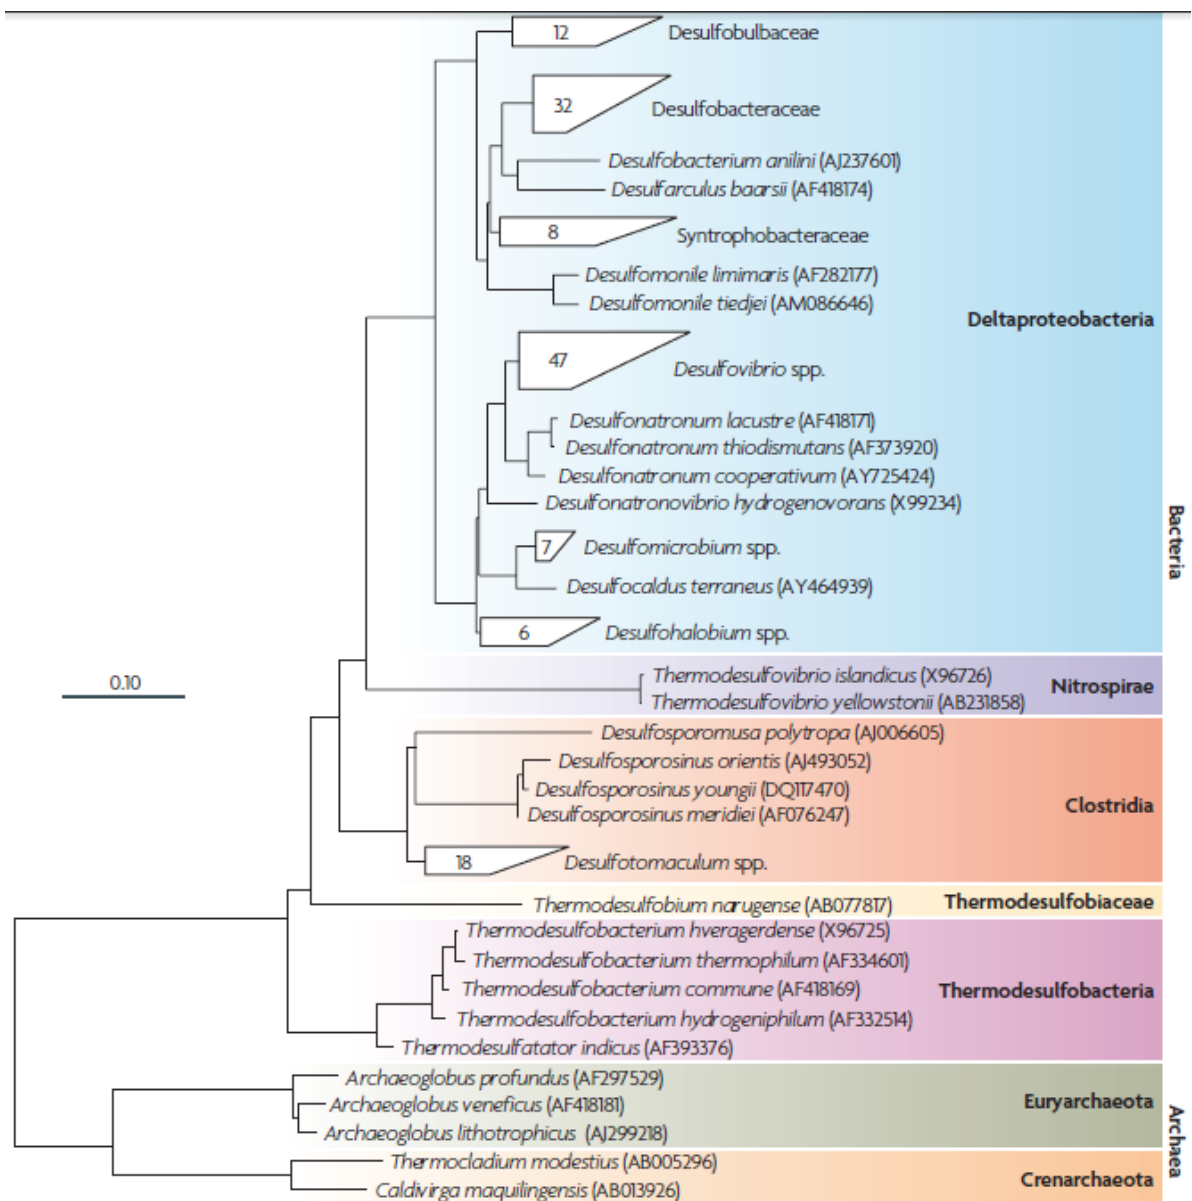 12 Desulfobulbaceae
32 Desulfobacteraceae
Desulfobacterium anilini (AJ237601)
Desulfarculus baarsii (AF418174)
8 Syntrophobacteraceae
Desulfomonile limimaris (AF282177)
Desulfomonile tiedjei (AM086646)
Deltaproteobacteria
47 Desulfovibrio spp.
Desulfonatronum lacustre (AF418171)
Desulfonatronum thiodismutans (AF373920)
Desulfonatronum cooperativum (AY725424)
Desulfonatronovibrio hydrogenovorans (X99234)
7 Desulfomicrobium spp.
Desulfocaldus terraneus (AY464939)
6 Desulfohalobium spp.
Bacteria
0.10
Thermodesulfovibrio islandicus (X96726)
Nitrospirae
Thermodesulfovibrio yellowstonii (AB231858)
Desulfosporomusa polytropa (AJ006605)
Desulfosporosinus orientis (AJ493052)
Desulfosporosinus youngii (DQ117470)
Clostridia
Desulfosporosinus meridiei (AF076247)
18 Desulfotomaculum spp.
Thermodesulfobium narugense (AB077817) Thermodesulfobiaceae
Thermodesulfobacterium hveragerdense (X96725)
Thermodesulfobacterium thermophilum (AF334601)
Thermodesulfobacterium commune (AF418169) Thermodesulfobacteria
Thermodesulfobacterium hydrogeniphilum (AF332514)
Thermodesulfatator indicus (AF393376)
Archaeoglobus profundus (AF297529)
Archaeoglobus veneficus (AF418181) Euryarchaeota
Archaeoglobus lithotrophicus (AJ299218)
Archaea
Thermocladium modestius (AB005296)
Crenarchaeota
Caldivirga maquilingensis (AB013926)